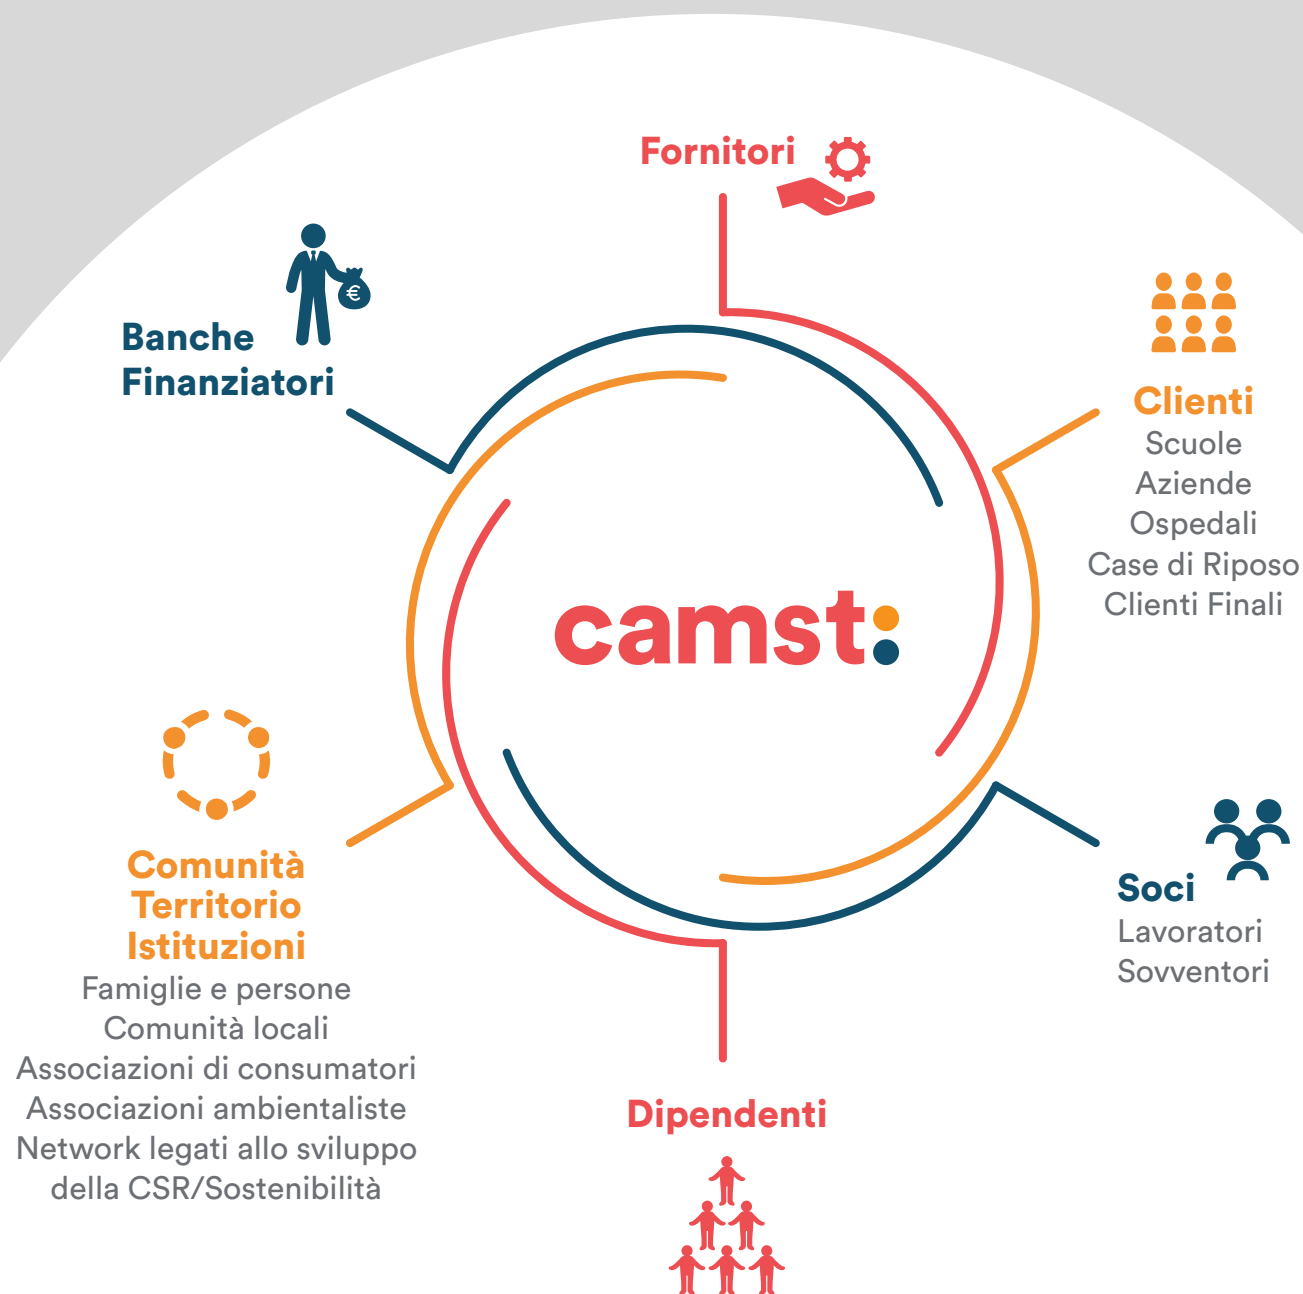 Fornitori
Banche
Finanziatori
€
Clienti
Scuole
Aziende
Ospedali
Case di Riposo
Clienti Finali
camst:
Comunità
Territorio
Istituzioni
Famiglie e persone
Comunità locali
Associazioni di consumatori
Associazioni ambientaliste
Network legati allo sviluppo
della CSR/Sostenibilità
Soci
Lavoratori
Sovventori
Dipendenti